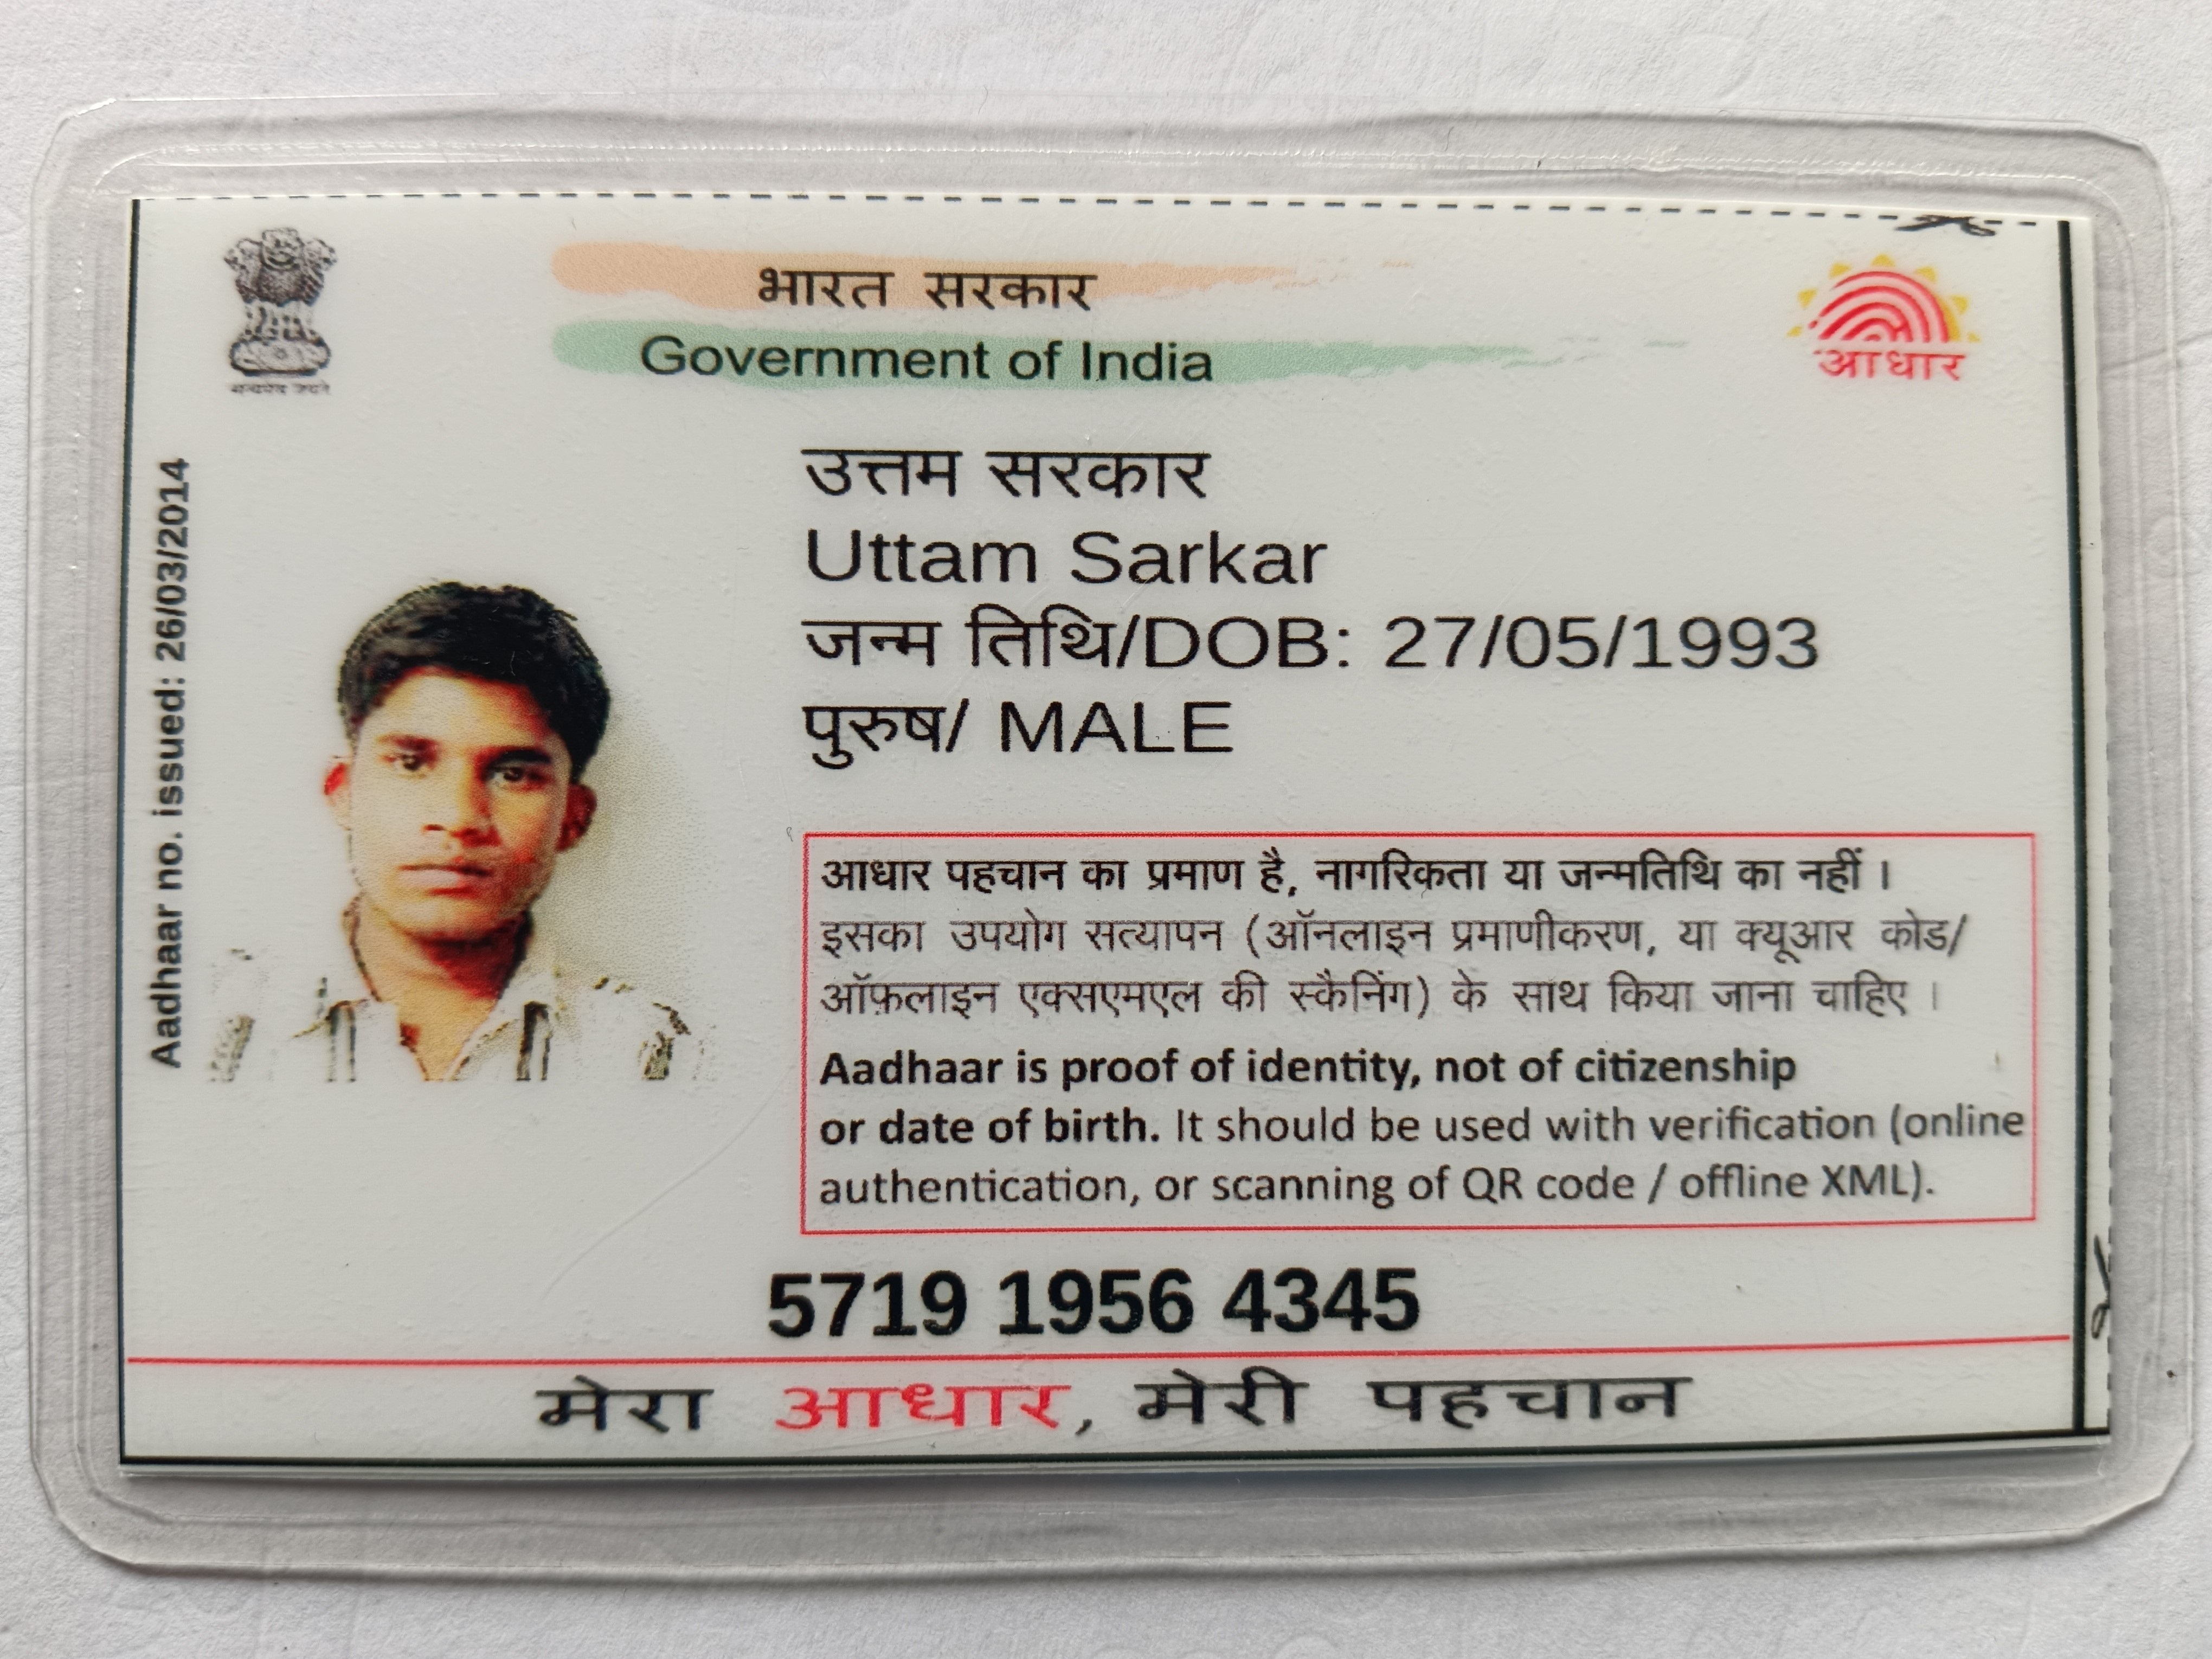 भारत सरकार
Government of India
आधार
Aadhaar no. issued: 26/03/2014
उत्तम सरकार
Uttam Sarkar
जन्म तिथि/DOB: 27/05/1993
पुरुष/ MALE
आधार पहचान का प्रमाण है, नागरिकता या जन्मतिथि का नहीं ।
इसका उपयोग सत्यापन (ऑनलाइन प्रमाणीकरण, या क्यूआर कोड/
ऑफ़लाइन एक्सएमएल की स्कैनिंग) के साथ किया जाना चाहिए ।
Aadhaar is proof of identity, not of citizenship
or date of birth. It should be used with verification (online
authentication, or scanning of QR code / offline XML).
5719 1956 4345
मेरा आधार, मेरी पहचान